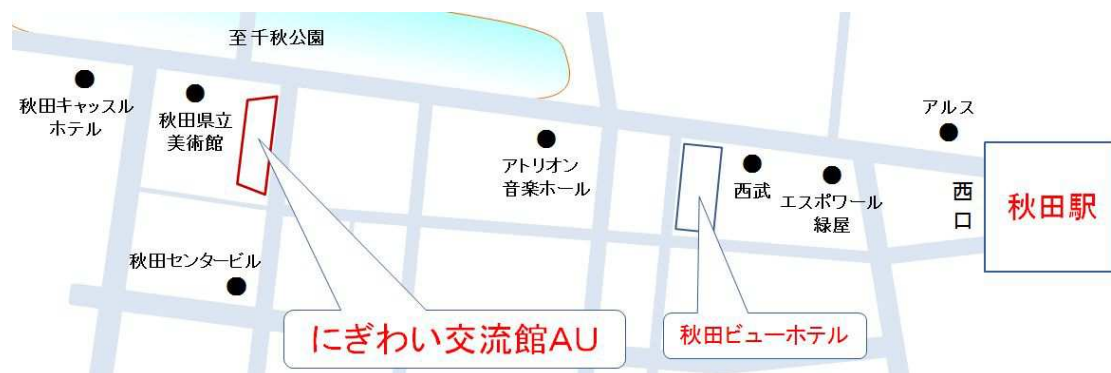 至千秋公園
秋田キャッスル
ホテル
秋田県立
美術館
アトリオン
音楽ホール
西武
エスポワール
緑屋
アルス
西
口
秋田駅
秋田センタービル
にぎわい交流館AU
秋田ビューホテル